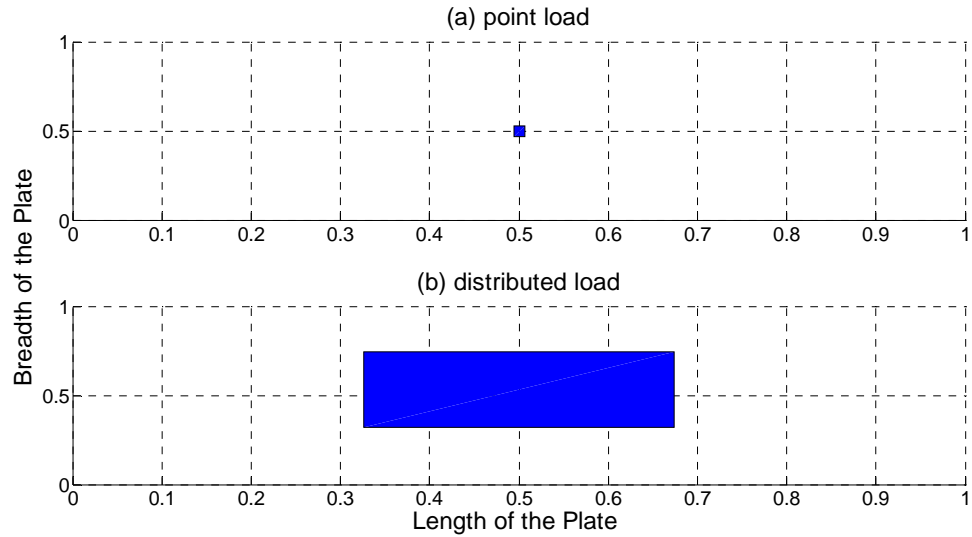 (a) point load
1
0.5
0
0 0.1 0.2 0.3 0.4 0.5 0.6 0.7 0.8 0.9 1
Breadth of the Plate
(b) distributed load
1
0.5
0
0 0.1 0.2 0.3 0.4 0.5 0.6 0.7 0.8 0.9 1
Length of the Plate